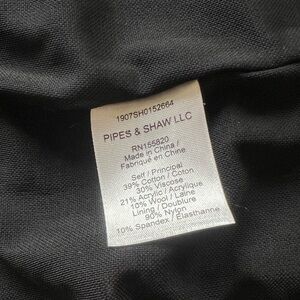 1907SH0152664
PIPES & SHAW LLC
RN155820
Made in China /
Fabriqué en Chine
Self / Principal
39% Cotton / Coton
30% Viscose
21% Acrylic / Acrylique
10% Wool / Laine
Lining / Doublure
90% Nylon
10% Spandex / Elasthanne